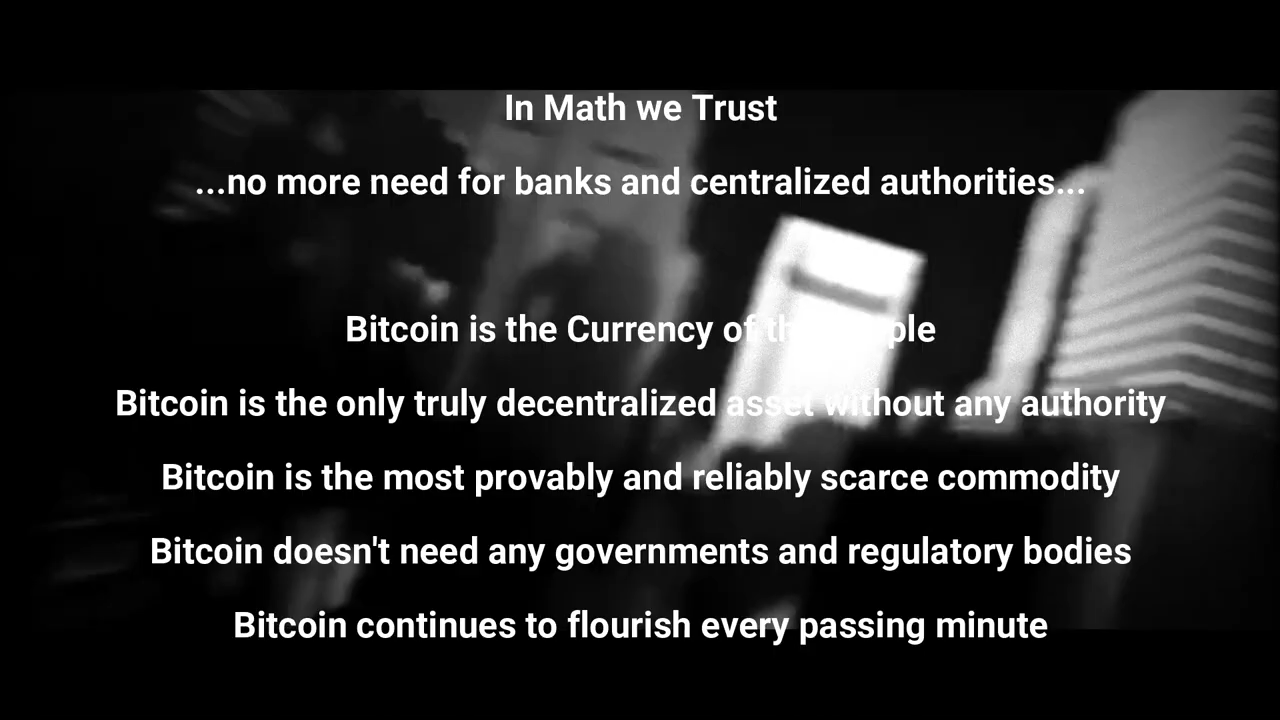 In Math we Trust
...no more need for banks and centralized authorities...
Bitcoin is the Currency of the People
Bitcoin is the only truly decentralized asset without any authority
Bitcoin is the most provably and reliably scarce commodity
Bitcoin doesn't need any governments and regulatory bodies
Bitcoin continues to flourish every passing minute